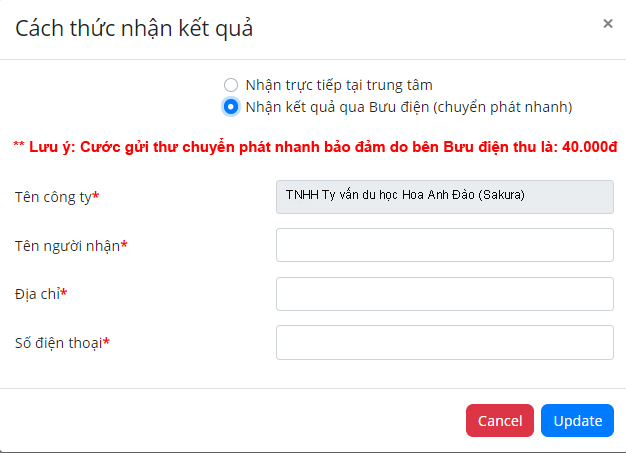 Cách thức nhận kết quả
×
Nhận trực tiếp tại trung tâm
Nhận kết quả qua Bưu điện (chuyển phát nhanh)
** Lưu ý: Cước gửi thư chuyển phát nhanh bảo đảm do bên Bưu điện thu là: 40.000đ
Tên công ty* TNHH Ty vấn du học Hoa Anh Đào (Sakura)
Tên người nhận*
Địa chỉ*
Số điện thoại*
Cancel Update